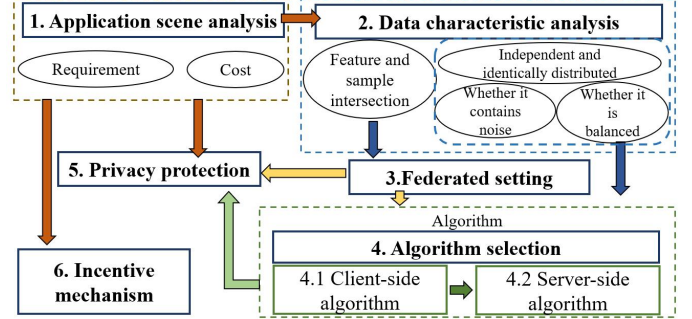 1. Application scene analysis
2. Data characteristic analysis
Requirement
Cost
Feature and
sample
intersection
Independent and
identically distributed
Whether it
contains
noise
Whether it
is
balanced
5. Privacy protection
3.Federated setting
Algorithm
4. Algorithm selection
6. Incentive
mechanism
4.1 Client-side
algorithm
4.2 Server-side
algorithm